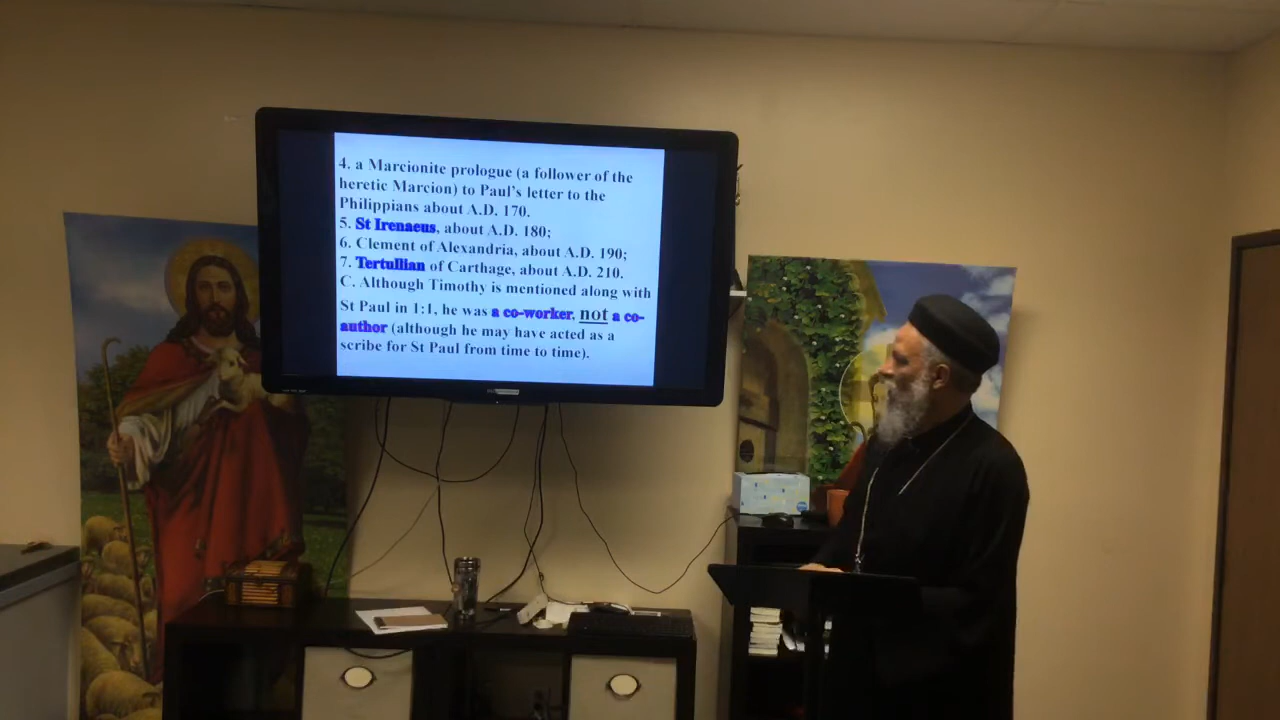 4. a Marcionite prologue (a follower of the
heretic Marcion) to Paul's letter to the
Philippians about A.D. 170.
5. St Irenaeus, about A.D. 180;
6. Clement of Alexandria, about A.D. 190;
7. Tertullian of Carthage, about A.D. 210.
C. Although Timothy is mentioned along with
St Paul in 1:1, he was a co-worker, not a co-
author (although he may have acted as a
scribe for St Paul from time to time).